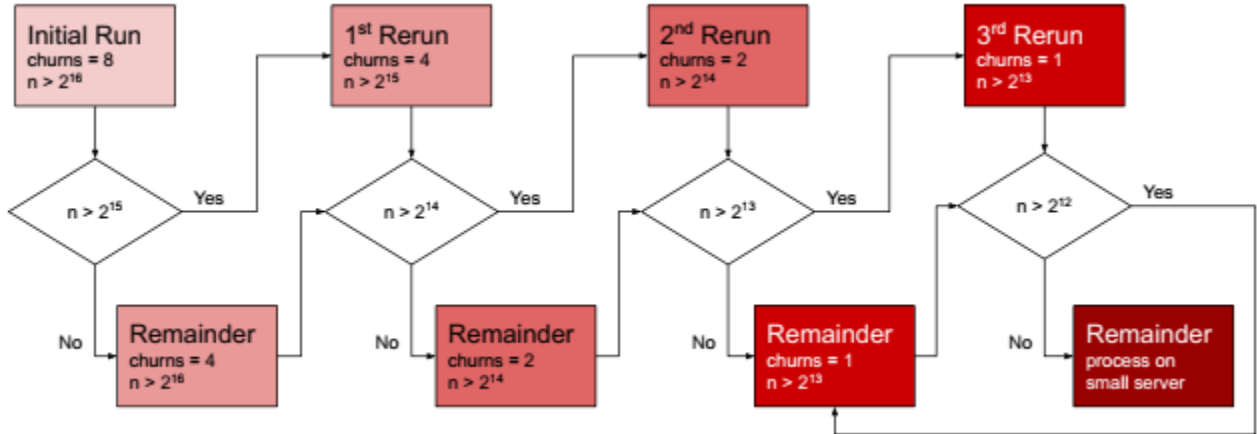 Initial Run
churns = 8
n > 2¹⁶
1ˢᵗ Rerun
churns = 4
n > 2¹⁵
2ⁿᵈ Rerun
churns = 2
n > 2¹⁴
3ʳᵈ Rerun
churns = 1
n > 2¹³
n > 2¹⁵
Yes
n > 2¹⁴
Yes
n > 2¹³
Yes
n > 2¹²
Yes
No
Remainder
churns = 4
n > 2¹⁶
No
Remainder
churns = 2
n > 2¹⁴
No
Remainder
churns = 1
n > 2¹³
No
Remainder
process on
small server